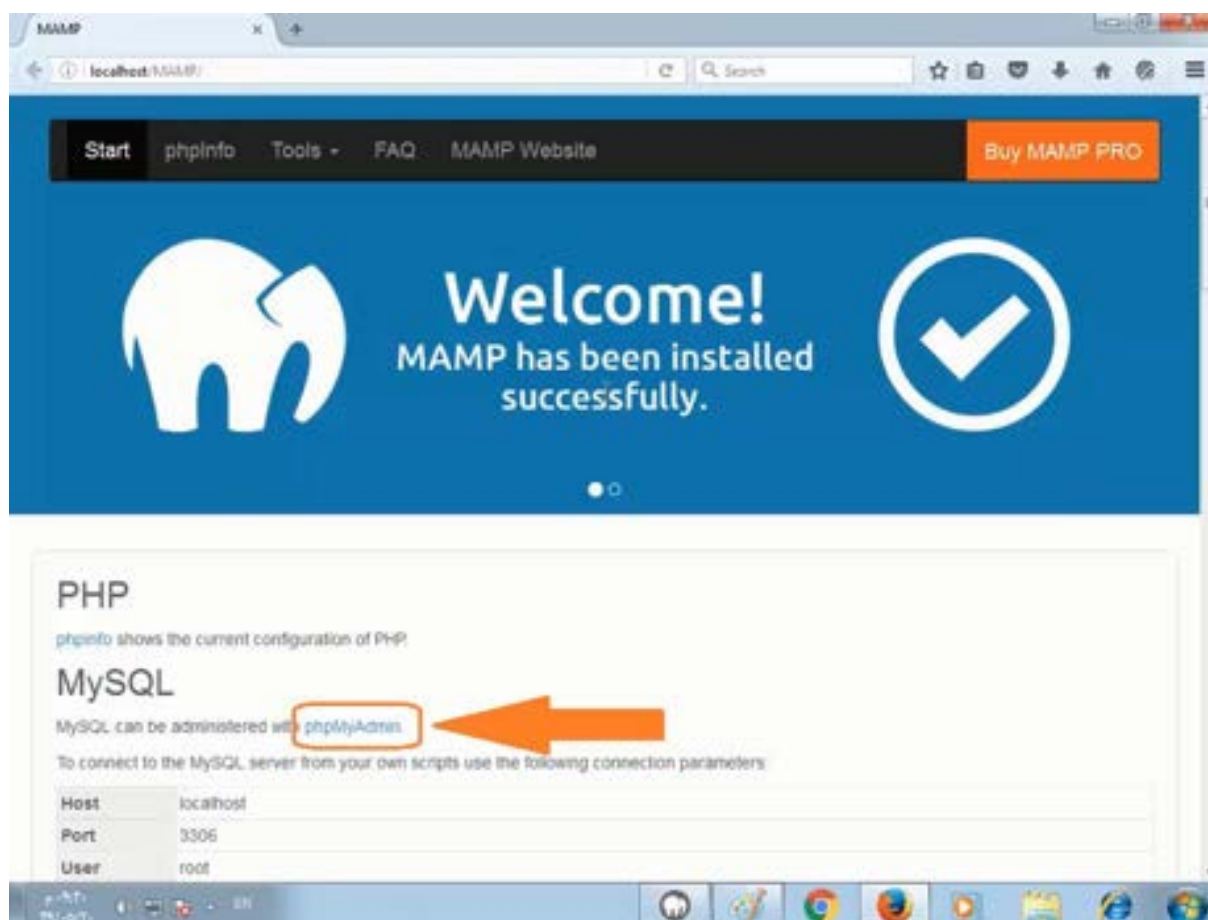 MAMP
localhost/MAMP/
Search
Start phpInfo Tools FAQ MAMP Website Buy MAMP PRO
Welcome!
MAMP has been installed
successfully.
PHP
phpinfo shows the current configuration of PHP.
MySQL
MySQL can be administered with phpMyAdmin.
To connect to the MySQL server from your own scripts use the following connection parameters:
Host localhost
Port 3306
User root
EN